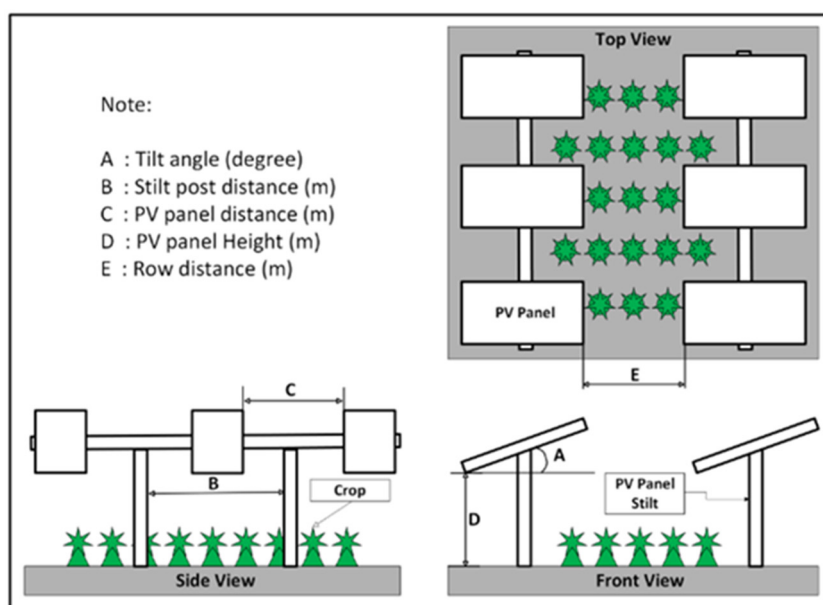 Note:
A : Tilt angle (degree)
B : Stilt post distance (m)
C : PV panel distance (m)
D : PV panel Height (m)
E : Row distance (m)
Top View
PV Panel
E
C
B
Crop
Side View
A
D
PV Panel
Stilt
Front View